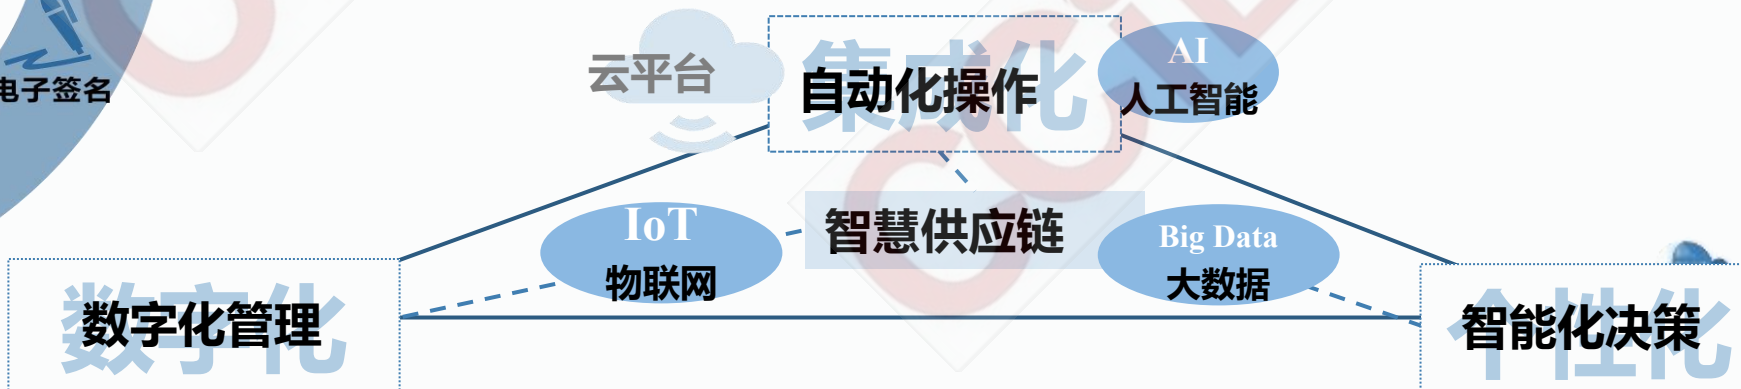 电子签名
云平台
集成化
自动化操作
AI
人工智能
IoT
物联网
智慧供应链
Big Data
大数据
数字化
数字化管理
个性化
智能化决策